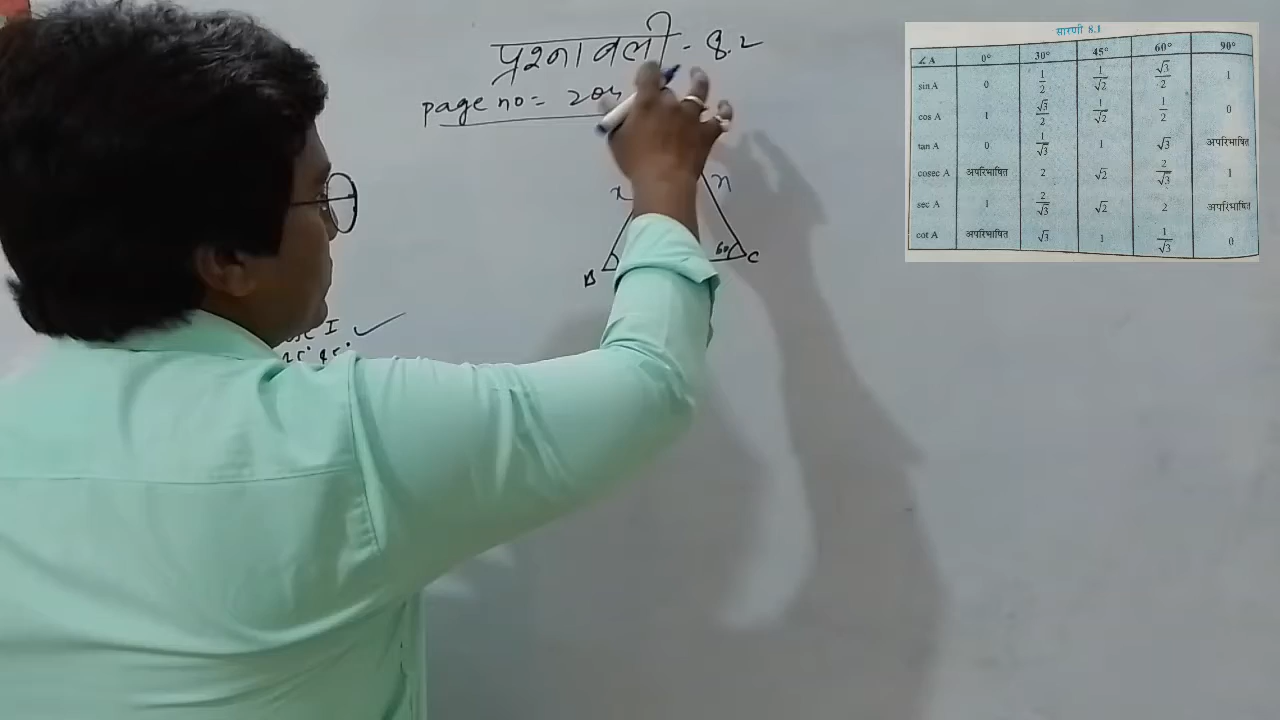 प्रश्नावली - 8.2
page no = 204
x
x
60°
B
C
I
सारणी 8.1
∠A 0° 30° 45° 60° 90°
sin A 0 1/2 1/√2 √3/2 1
cos A 1 √3/2 1/√2 1/2 0
tan A 0 1/√3 1 √3 अपरिभाषित
cosec A अपरिभाषित 2 √2 2/√3 1
sec A 1 2/√3 √2 2 अपरिभाषित
cot A अपरिभाषित √3 1 1/√3 0